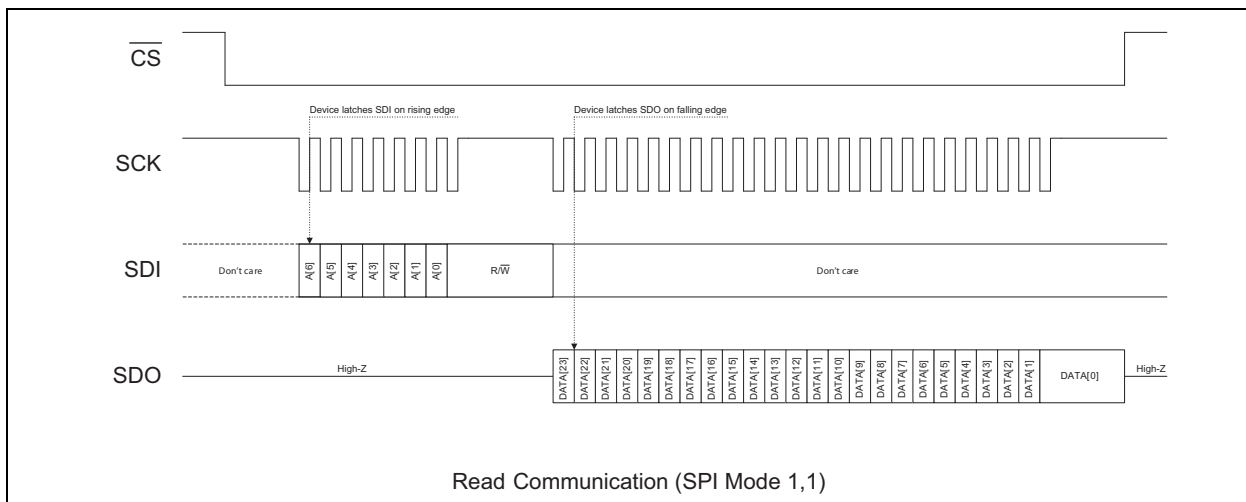 C̅S̅
Device latches SDI on rising edge
Device latches SDO on falling edge
SCK
SDI
Don't care
A[6] A[5] A[4] A[3] A[2] A[1] A[0]
R/W̅
Don't care
SDO
High-Z
DATA[23] DATA[22] DATA[21] DATA[20] DATA[19] DATA[18] DATA[17] DATA[16] DATA[15] DATA[14] DATA[13] DATA[12] DATA[11] DATA[10] DATA[9] DATA[8] DATA[7] DATA[6] DATA[5] DATA[4] DATA[3] DATA[2] DATA[1] DATA[0]
High-Z
Read Communication (SPI Mode 1,1)